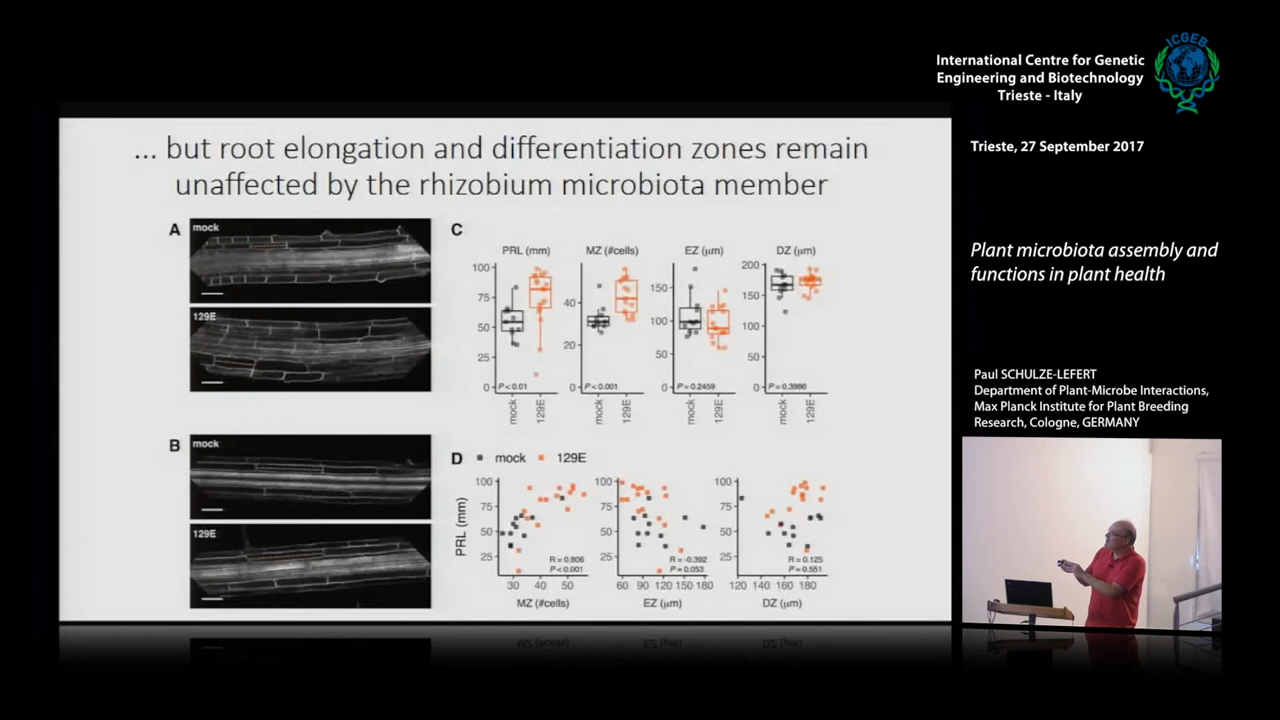 ICGEB
International Centre for Genetic
Engineering and Biotechnology
Trieste - Italy
Trieste, 27 September 2017
Plant microbiota assembly and
functions in plant health
Paul SCHULZE-LEFERT
Department of Plant-Microbe Interactions,
Max Planck Institute for Plant Breeding
Research, Cologne, GERMANY
... but root elongation and differentiation zones remain
unaffected by the rhizobium microbiota member
A
mock
129E
B
mock
129E
C
PRL (mm) MZ (#cells) EZ (μm) DZ (μm)
100
75
50
25
0
P < 0.01
mock 129E
40
20
0
P < 0.001
mock 129E
150
100
50
0
P = 0.2459
mock 129E
200
150
100
50
0
P = 0.3986
mock 129E
D mock 129E
PRL (mm)
100
75
50
25
R = 0.806
P < 0.001
30 40 50
MZ (#cells)
100
75
50
25
R = -0.392
P = 0.053
60 90 120 150 180
EZ (μm)
100
75
50
25
R = 0.125
P = 0.551
120 140 160 180
DZ (μm)